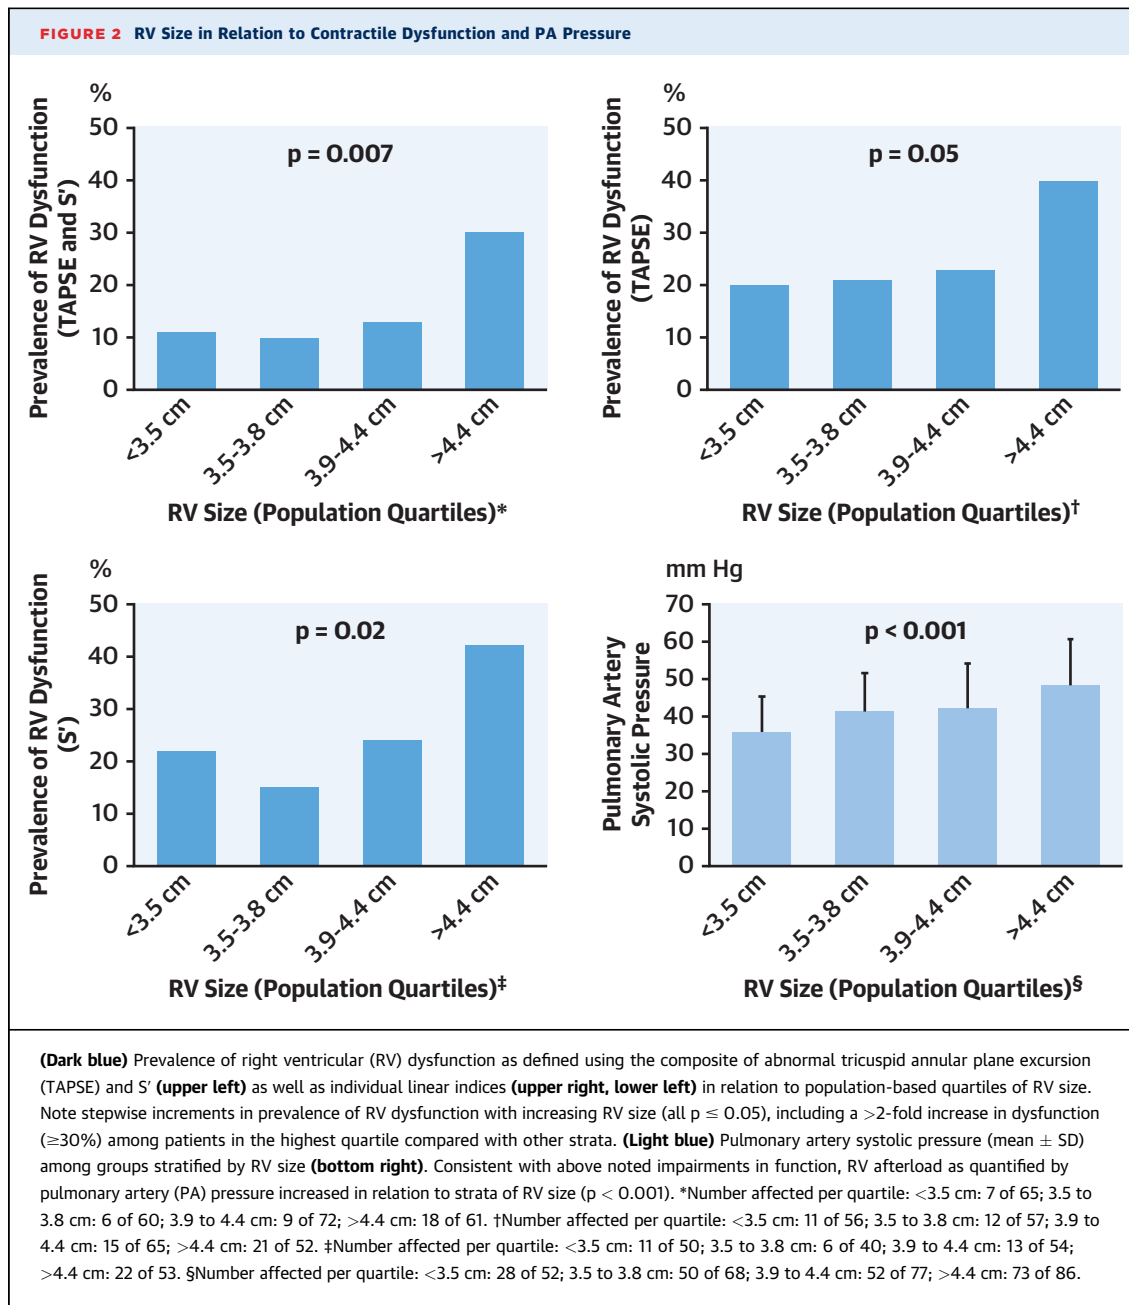 FIGURE 2 RV Size in Relation to Contractile Dysfunction and PA Pressure
%
Prevalence of RV Dysfunction
(TAPSE and S′)
50
40
30
20
10
0
p = 0.007
<3.5 cm
3.5-3.8 cm
3.9-4.4 cm
>4.4 cm
RV Size (Population Quartiles)*
%
Prevalence of RV Dysfunction
(TAPSE)
50
40
30
20
10
0
p = 0.05
<3.5 cm
3.5-3.8 cm
3.9-4.4 cm
>4.4 cm
RV Size (Population Quartiles)†
%
Prevalence of RV Dysfunction
(S′)
50
40
30
20
10
0
p = 0.02
<3.5 cm
3.5-3.8 cm
3.9-4.4 cm
>4.4 cm
RV Size (Population Quartiles)‡
mm Hg
Pulmonary Artery
Systolic Pressure
70
60
50
40
30
20
10
0
p < 0.001
<3.5 cm
3.5-3.8 cm
3.9-4.4 cm
>4.4 cm
RV Size (Population Quartiles)§
(Dark blue) Prevalence of right ventricular (RV) dysfunction as defined using the composite of abnormal tricuspid annular plane excursion
(TAPSE) and S′ (upper left) as well as individual linear indices (upper right, lower left) in relation to population-based quartiles of RV size.
Note stepwise increments in prevalence of RV dysfunction with increasing RV size (all p ≤ 0.05), including a >2-fold increase in dysfunction
(≥30%) among patients in the highest quartile compared with other strata. (Light blue) Pulmonary artery systolic pressure (mean ± SD)
among groups stratified by RV size (bottom right). Consistent with above noted impairments in function, RV afterload as quantified by
pulmonary artery (PA) pressure increased in relation to strata of RV size (p < 0.001). *Number affected per quartile: <3.5 cm: 7 of 65; 3.5 to
3.8 cm: 6 of 60; 3.9 to 4.4 cm: 9 of 72; >4.4 cm: 18 of 61. †Number affected per quartile: <3.5 cm: 11 of 56; 3.5 to 3.8 cm: 12 of 57; 3.9 to
4.4 cm: 15 of 65; >4.4 cm: 21 of 52. ‡Number affected per quartile: <3.5 cm: 11 of 50; 3.5 to 3.8 cm: 6 of 40; 3.9 to 4.4 cm: 13 of 54;
>4.4 cm: 22 of 53. §Number affected per quartile: <3.5 cm: 28 of 52; 3.5 to 3.8 cm: 50 of 68; 3.9 to 4.4 cm: 52 of 77; >4.4 cm: 73 of 86.